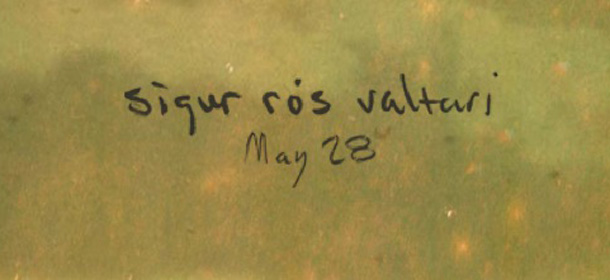 sigur rós valtari
May 28